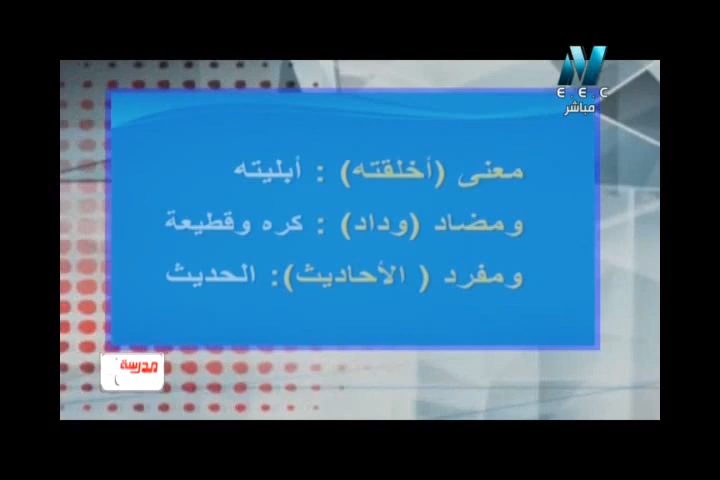 E.E.C
مباشر
معنى (أخلقته) : أبليته
ومضاد (وداد) : كره وقطيعة
ومفرد ( الأحاديث): الحديث
مدرسة